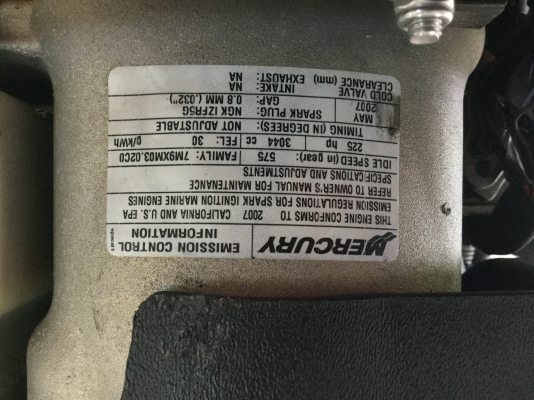 MERCURY
EMISSION CONTROL
INFORMATION
THIS ENGINE CONFORMS TO 2007 CALIFORNIA AND U.S. EPA
EMISSION REGULATIONS FOR SPARK IGNITION MARINE ENGINES
REFER TO OWNER'S MANUAL FOR MAINTENANCE
SPECIFICATIONS AND ADJUSTMENTS
IDLE SPEED (in gear): 575 FAMILY: 7M9XM03.02C0
225 hp 3044 cc FEL: 30 g/kWh
TIMING (IN DEGREES): NOT ADJUSTABLE
MAY SPARK PLUG: NGK IZFR5G
2007 GAP: 0.8 MM (.032")
COLD VALVE INTAKE: NA
CLEARANCE (mm) EXHAUST: NA